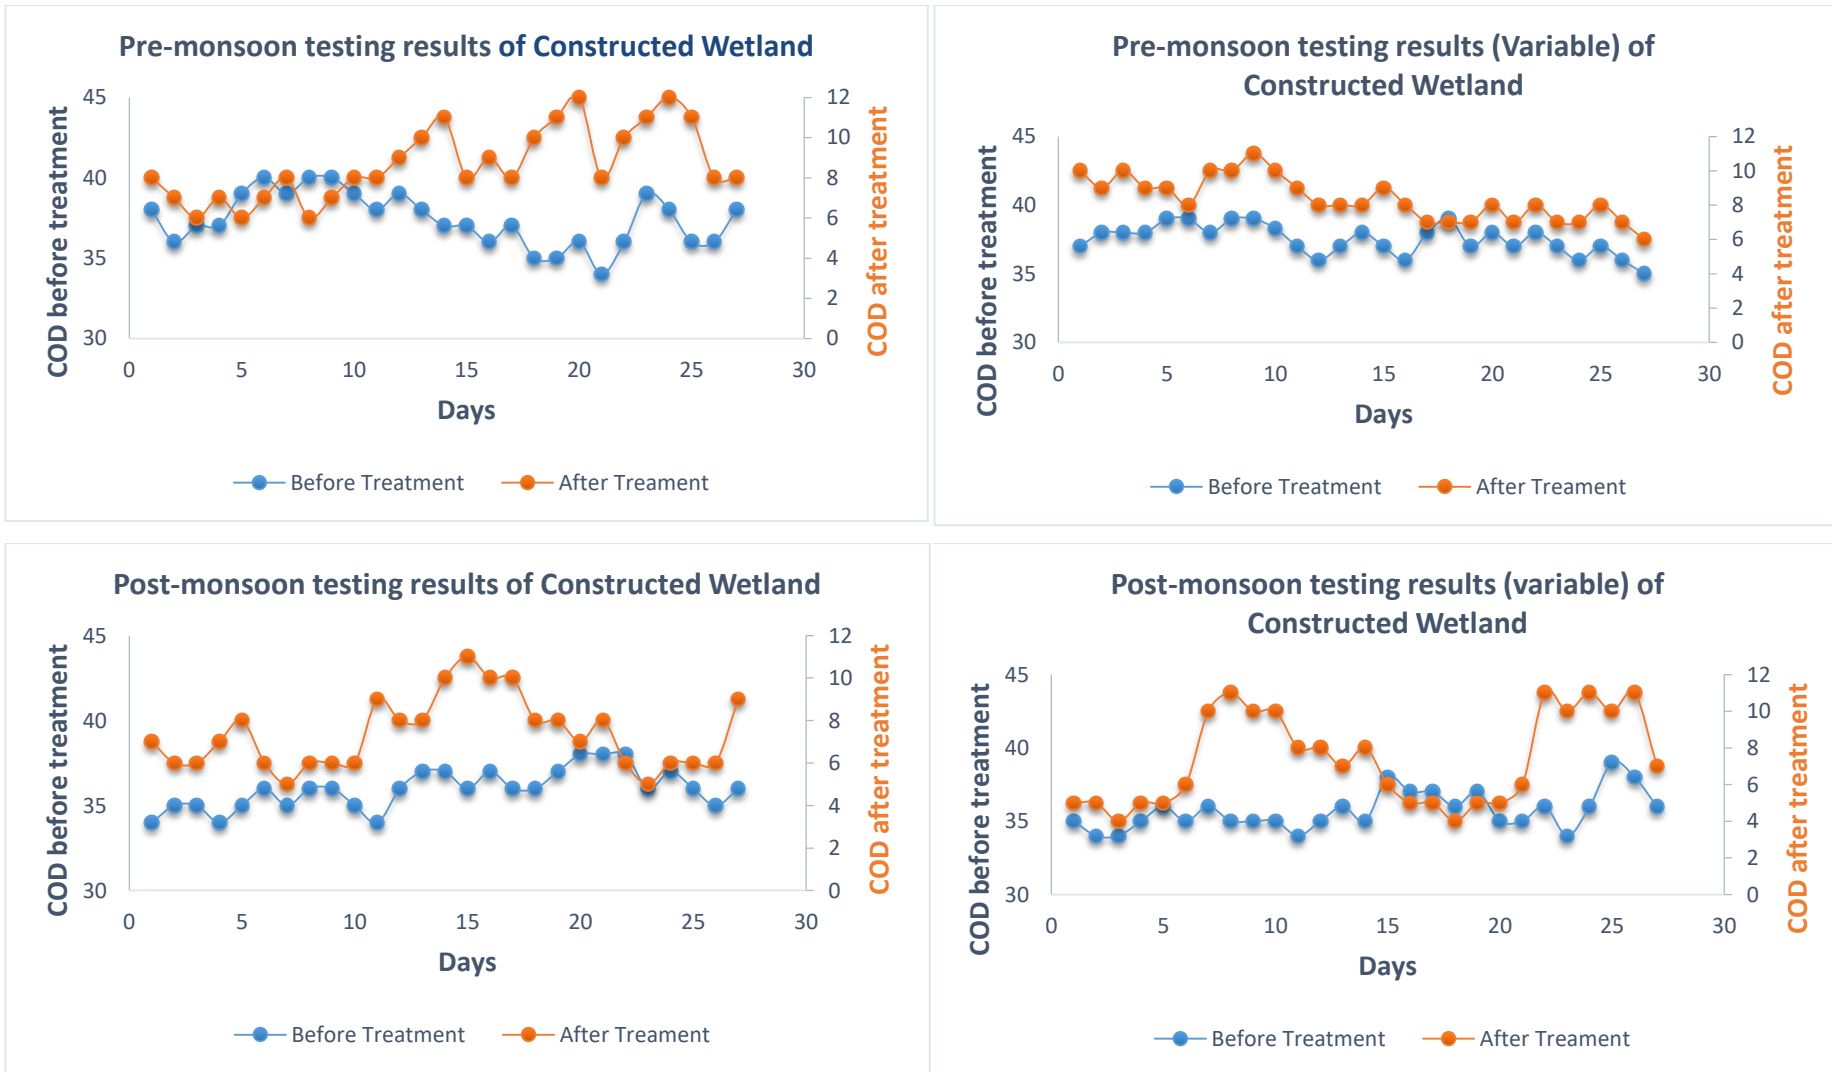 Pre-monsoon testing results of Constructed Wetland
45
40
35
30
12
10
8
6
4
2
0
0 5 10 15 20 25 30
COD before treatment
COD after treatment
Days
Before Treatment After Treament
Pre-monsoon testing results (Variable) of
Constructed Wetland
45
40
35
30
12
10
8
6
4
2
0
0 5 10 15 20 25 30
COD before treatment
COD after treatment
Days
Before Treatment After Treament
Post-monsoon testing results of Constructed Wetland
45
40
35
30
12
10
8
6
4
2
0
0 5 10 15 20 25 30
COD before treatment
COD after treatment
Days
Before Treatment After Treament
Post-monsoon testing results (variable) of
Constructed Wetland
45
40
35
30
12
10
8
6
4
2
0
0 5 10 15 20 25 30
COD before treatment
COD after treatment
Days
Before Treatment After Treament